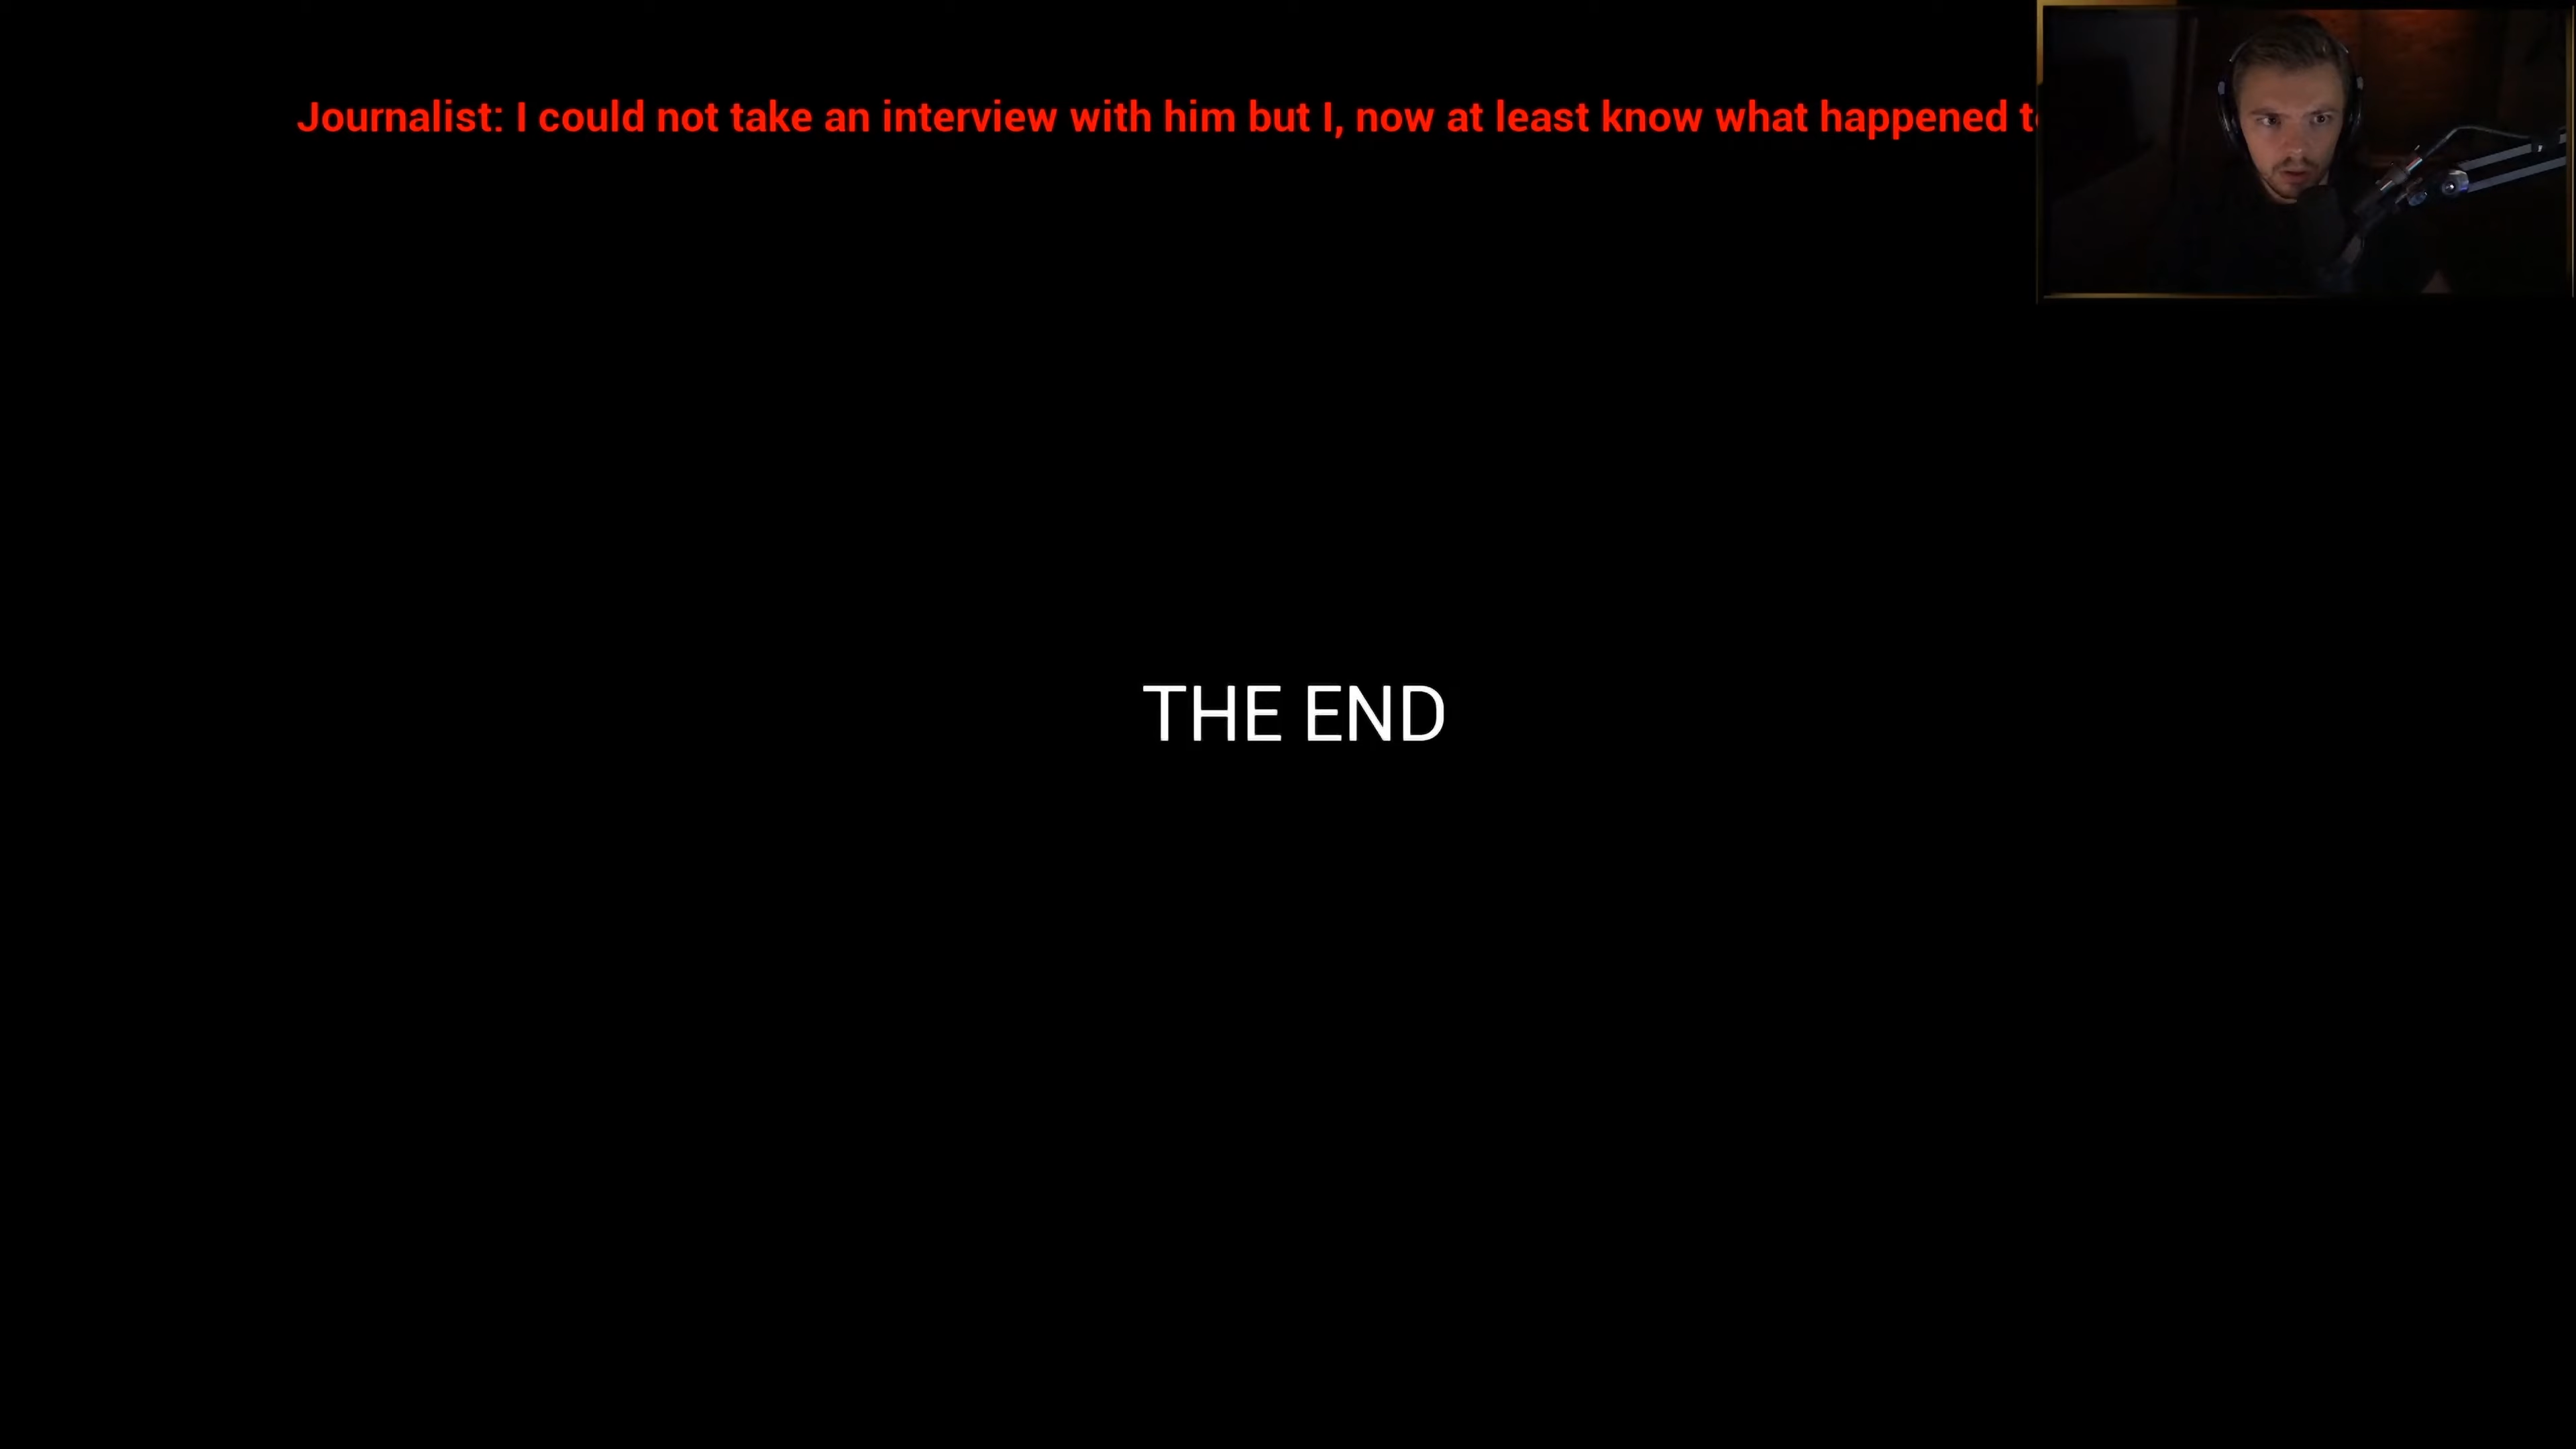 Journalist: I could not take an interview with him but I, now at least know what happened
THE END